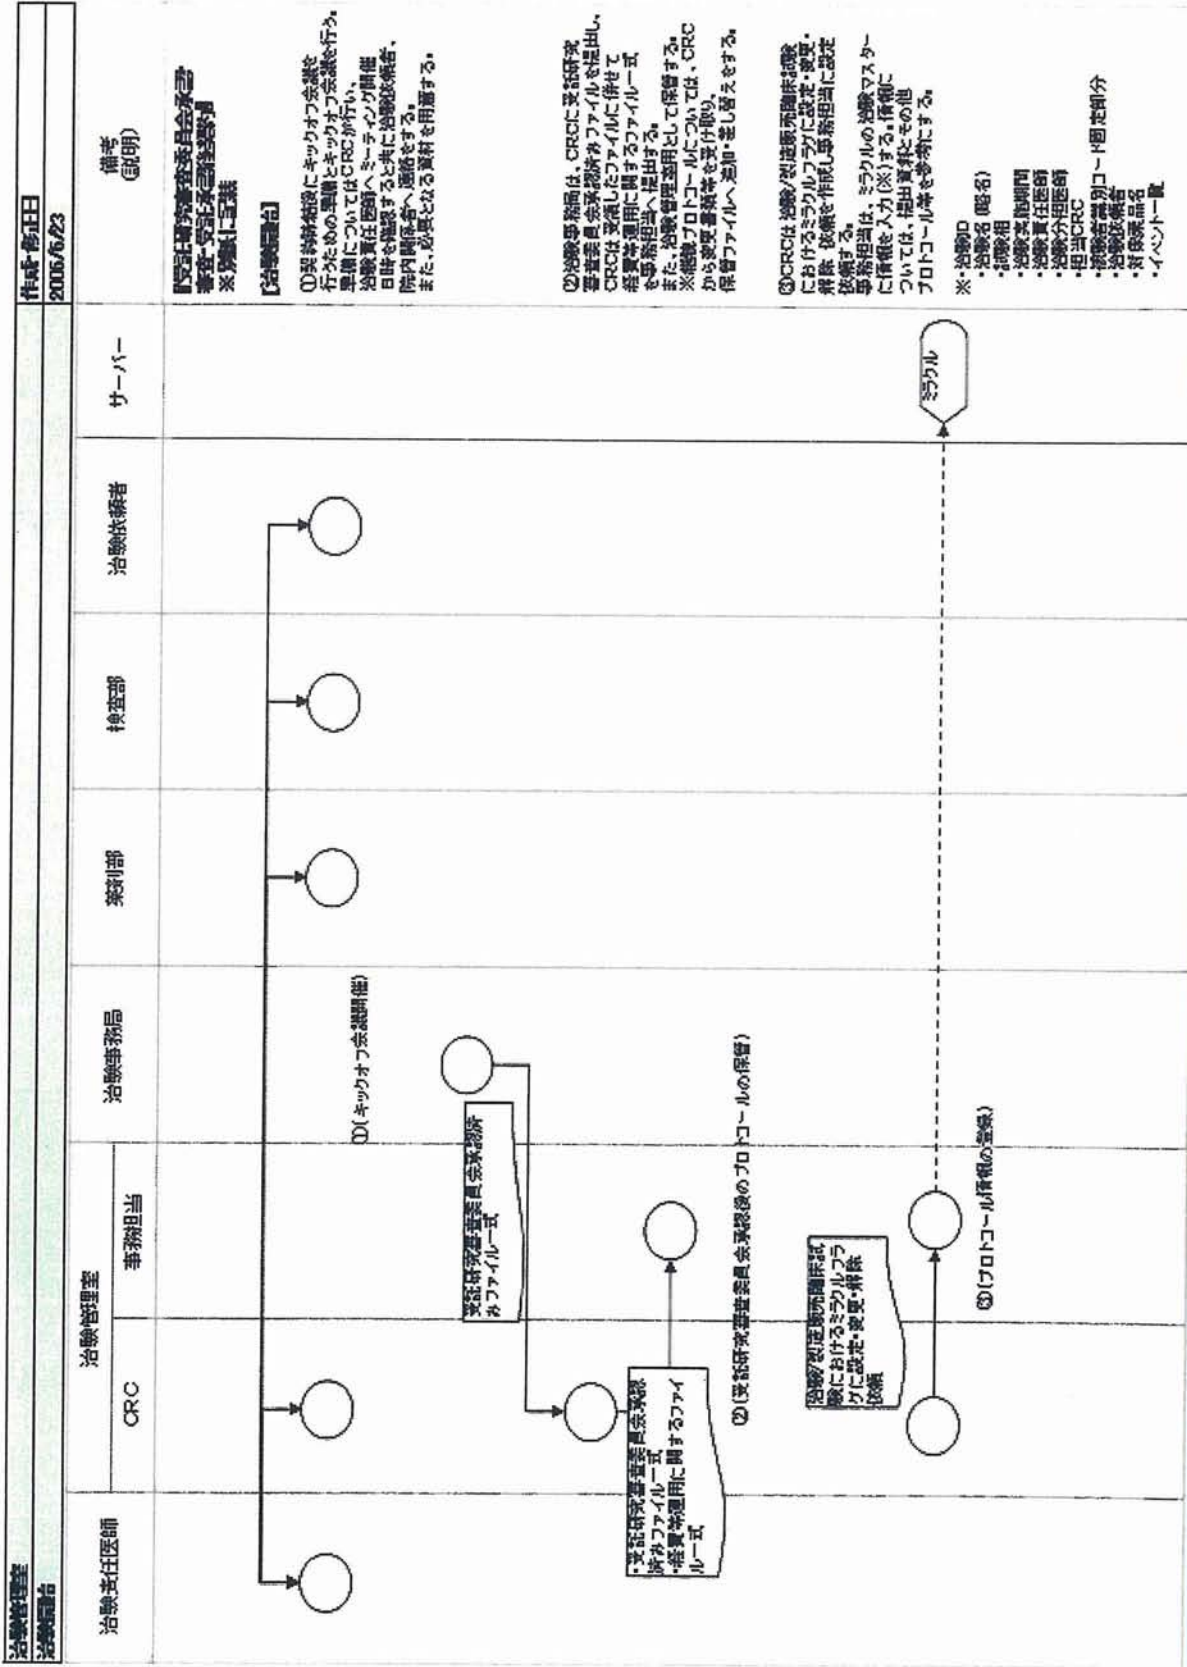 治験管理室
治験開始
作成・修正日
2006/6/23
治験責任医師
治験管理室
CRC
事務担当
治験事務局
薬剤部
検査部
治験依頼者
サーバー
備考
(説明)
①(キックオフ会議開催)
受託研究審査委員会承認済
みファイル一式
・受託研究審査委員会承認
済みファイル一式
・経費等運用に関するファイ
ル一式
②(受託研究審査委員会承認後のプロトコールの保管)
治験/製造販売後臨床試
験におけるミラクルフラ
グに設定・変更・解除
依頼
③(プロトコール情報の登録)
ミラクル
※別紙に記載
【治験開始】
①契約締結後にキックオフ会議を
行うための準備とキックオフ会議を行う。
準備についてはCRCが行い、
治験責任医師へミーティング開催
日時を確認すると共に治験依頼者、
院内関係者へ連絡をする。
また、必要となる資料を用意する。
②治験事務局は、CRCに受託研究
審査委員会承認済みファイルを提出し、
CRCは受領したファイルに併せて
経費等運用に関するファイル一式
を事務担当へ提出する。
また、治験管理室用として保管する。
※継続プロトコールについては、CRC
から変更書類等を受け取り、
保管ファイルへ追加・差し替えをする。
③CRCは治験/製造販売後臨床試験
におけるミラクルフラグに設定・変更・
解除 依頼を作成し事務担当に設定
依頼する。
事務担当は、ミラクルの治験マスター
に情報を入力(※)する。情報に
ついては、提出資料とその他
プロトコール等を参考にする。
※・治験ID
・治験名(略名)
・試験相
・治験実施期間
・治験責任医師
・治験分担医師
・担当CRC
・被験者識別コード固定部分
・治験依頼者
・対象薬品名
・イベント一覧